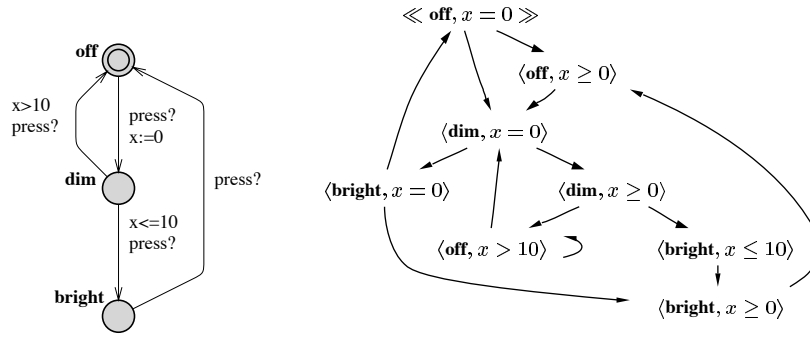 off
x>10
press?
press?
x:=0
dim
press?
x<=10
press?
bright
≪ off, x = 0 ≫
⟨off, x ≥ 0⟩
⟨dim, x = 0⟩
⟨bright, x = 0⟩
⟨dim, x ≥ 0⟩
⟨off, x > 10⟩
⟨bright, x ≤ 10⟩
⟨bright, x ≥ 0⟩